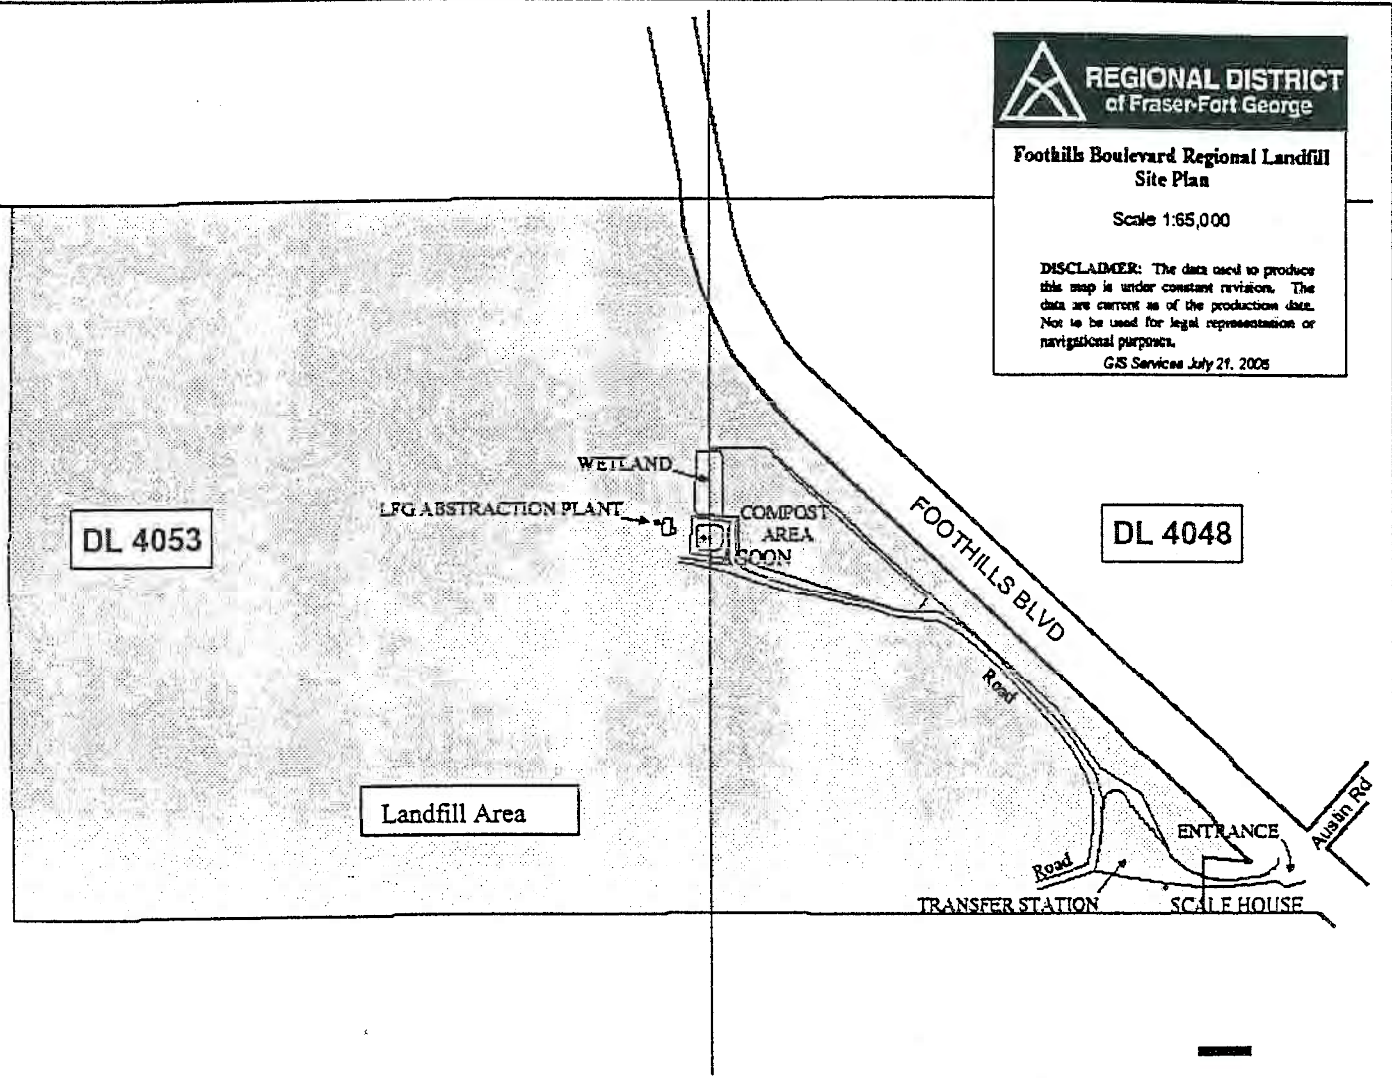 REGIONAL DISTRICT
of Fraser-Fort George
Foothills Boulevard Regional Landfill
Site Plan
Scale 1:65,000
DISCLAIMER: The data used to produce
this map is under constant revision. The
data are current as of the production date.
Not to be used for legal representation or
navigational purposes.
GIS Services July 21, 2006
WETLAND
LFG ABSTRACTION PLANT
COMPOST
AREA
SOON
DL 4053
DL 4048
FOOTHILLS BLVD
Road
Landfill Area
Austin Rd
ENTRANCE
Road
TRANSFER STATION
SCALE HOUSE